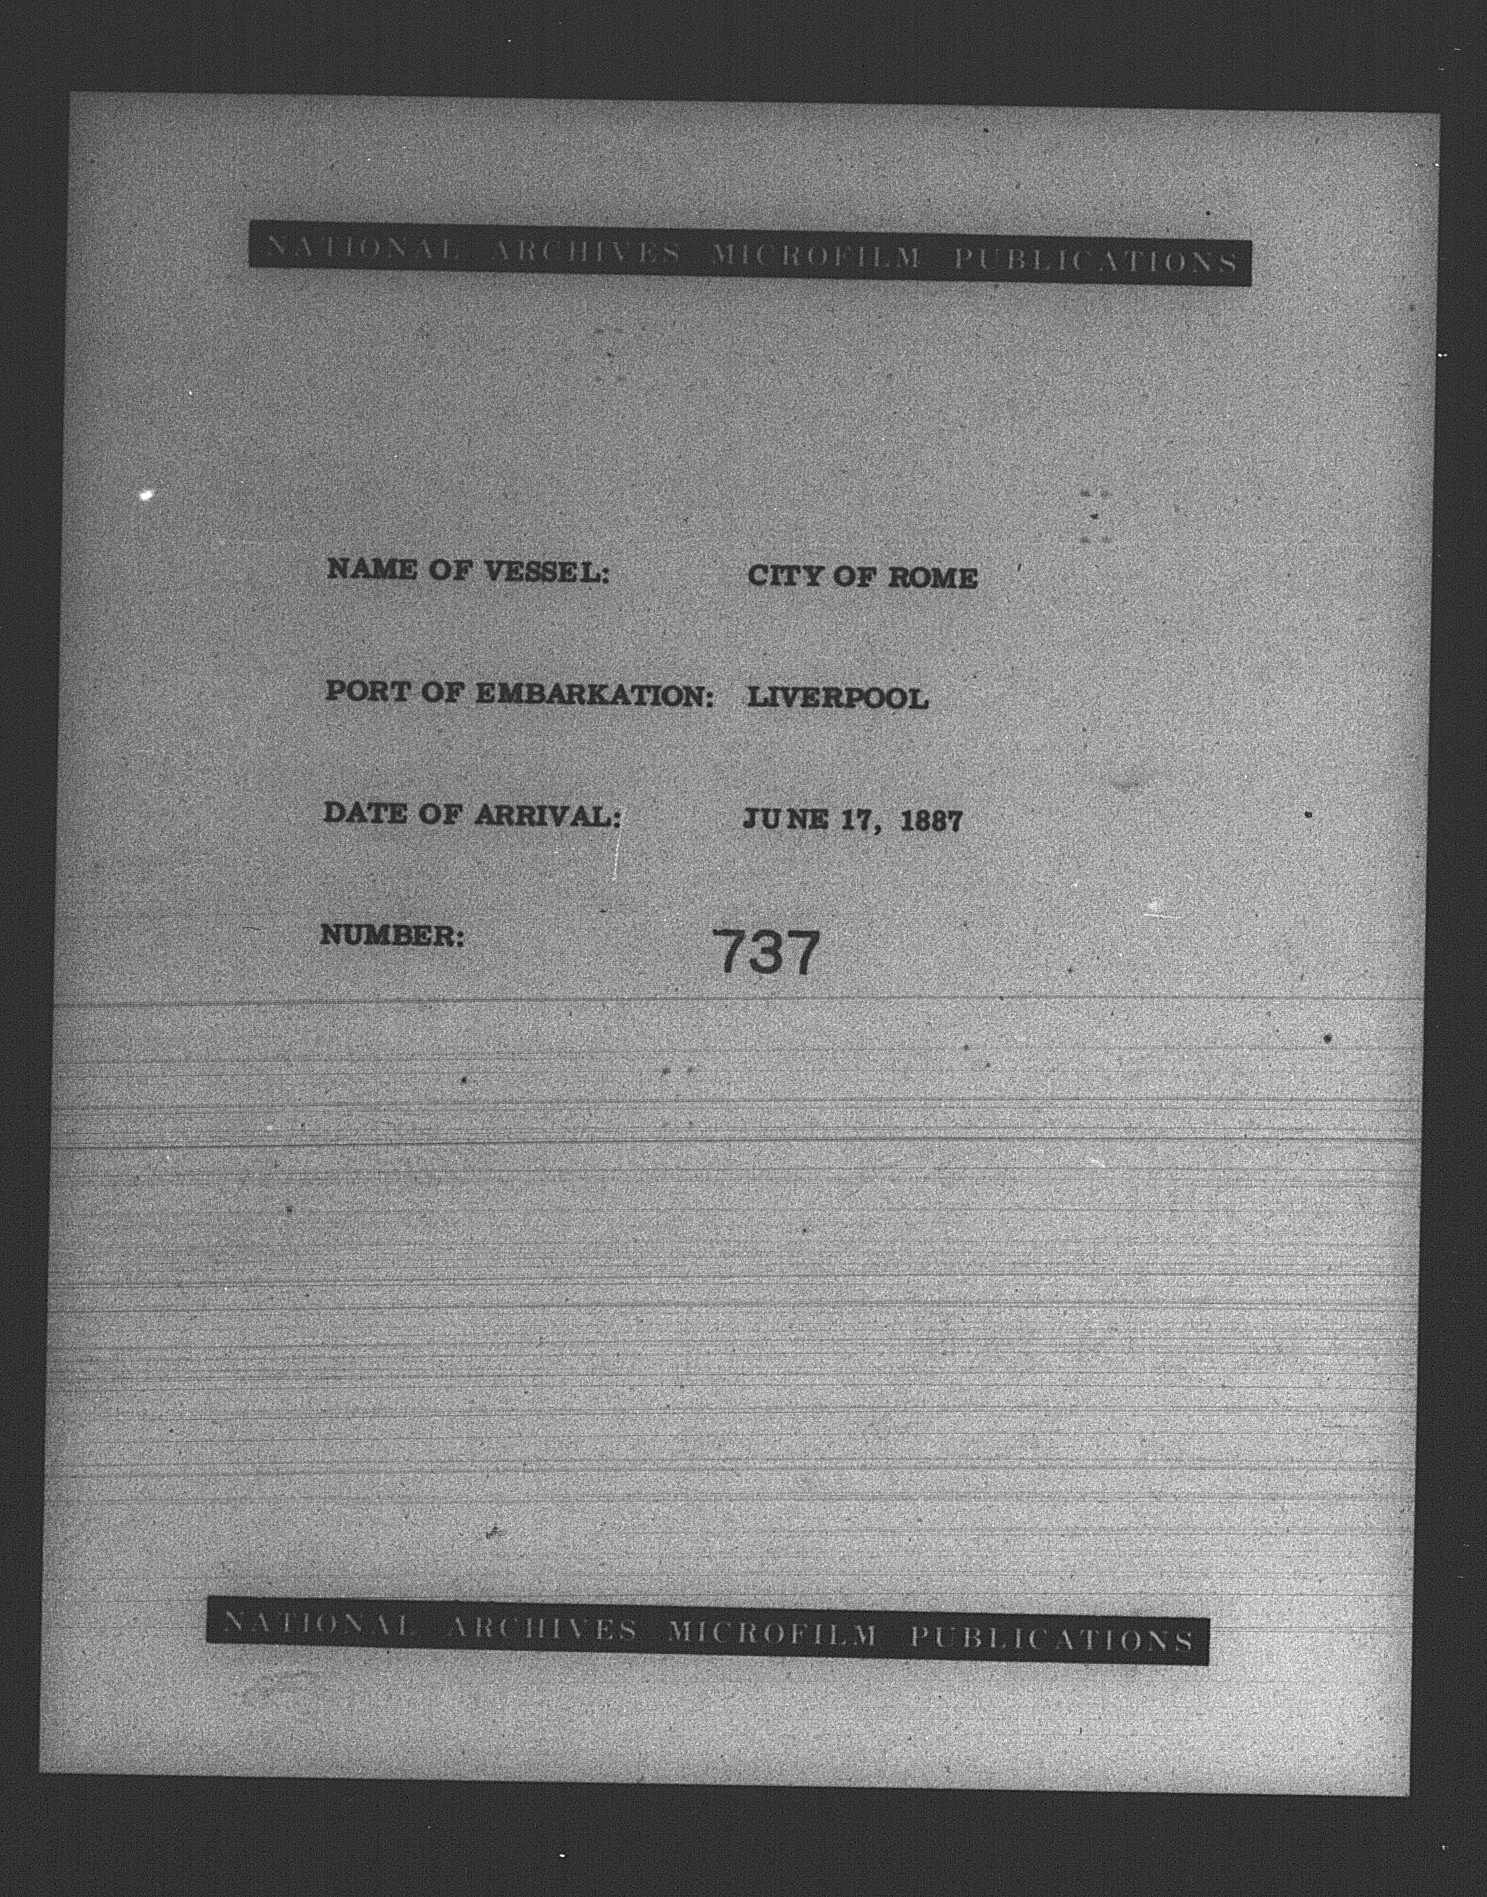 NATIONAL ARCHIVES MICROFILM PUBLICATIONS
NAME OF VESSEL: CITY OF ROME
PORT OF EMBARKATION: LIVERPOOL
DATE OF ARRIVAL: JUNE 17, 1887
NUMBER: 737
NATIONAL ARCHIVES MICROFILM PUBLICATIONS